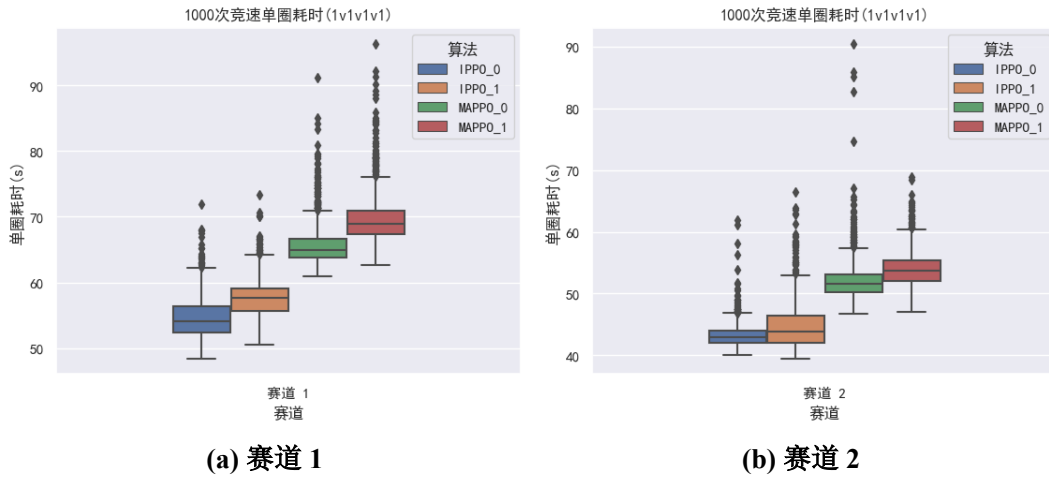 1000次竞速单圈耗时(1v1v1v1)
算法
IPPO_0
IPPO_1
MAPPO_0
MAPPO_1
90
80
70
60
50
单圈耗时(s)
赛道 1
赛道
(a) 赛道 1
1000次竞速单圈耗时(1v1v1v1)
算法
IPPO_0
IPPO_1
MAPPO_0
MAPPO_1
90
80
70
60
50
40
单圈耗时(s)
赛道 2
赛道
(b) 赛道 2